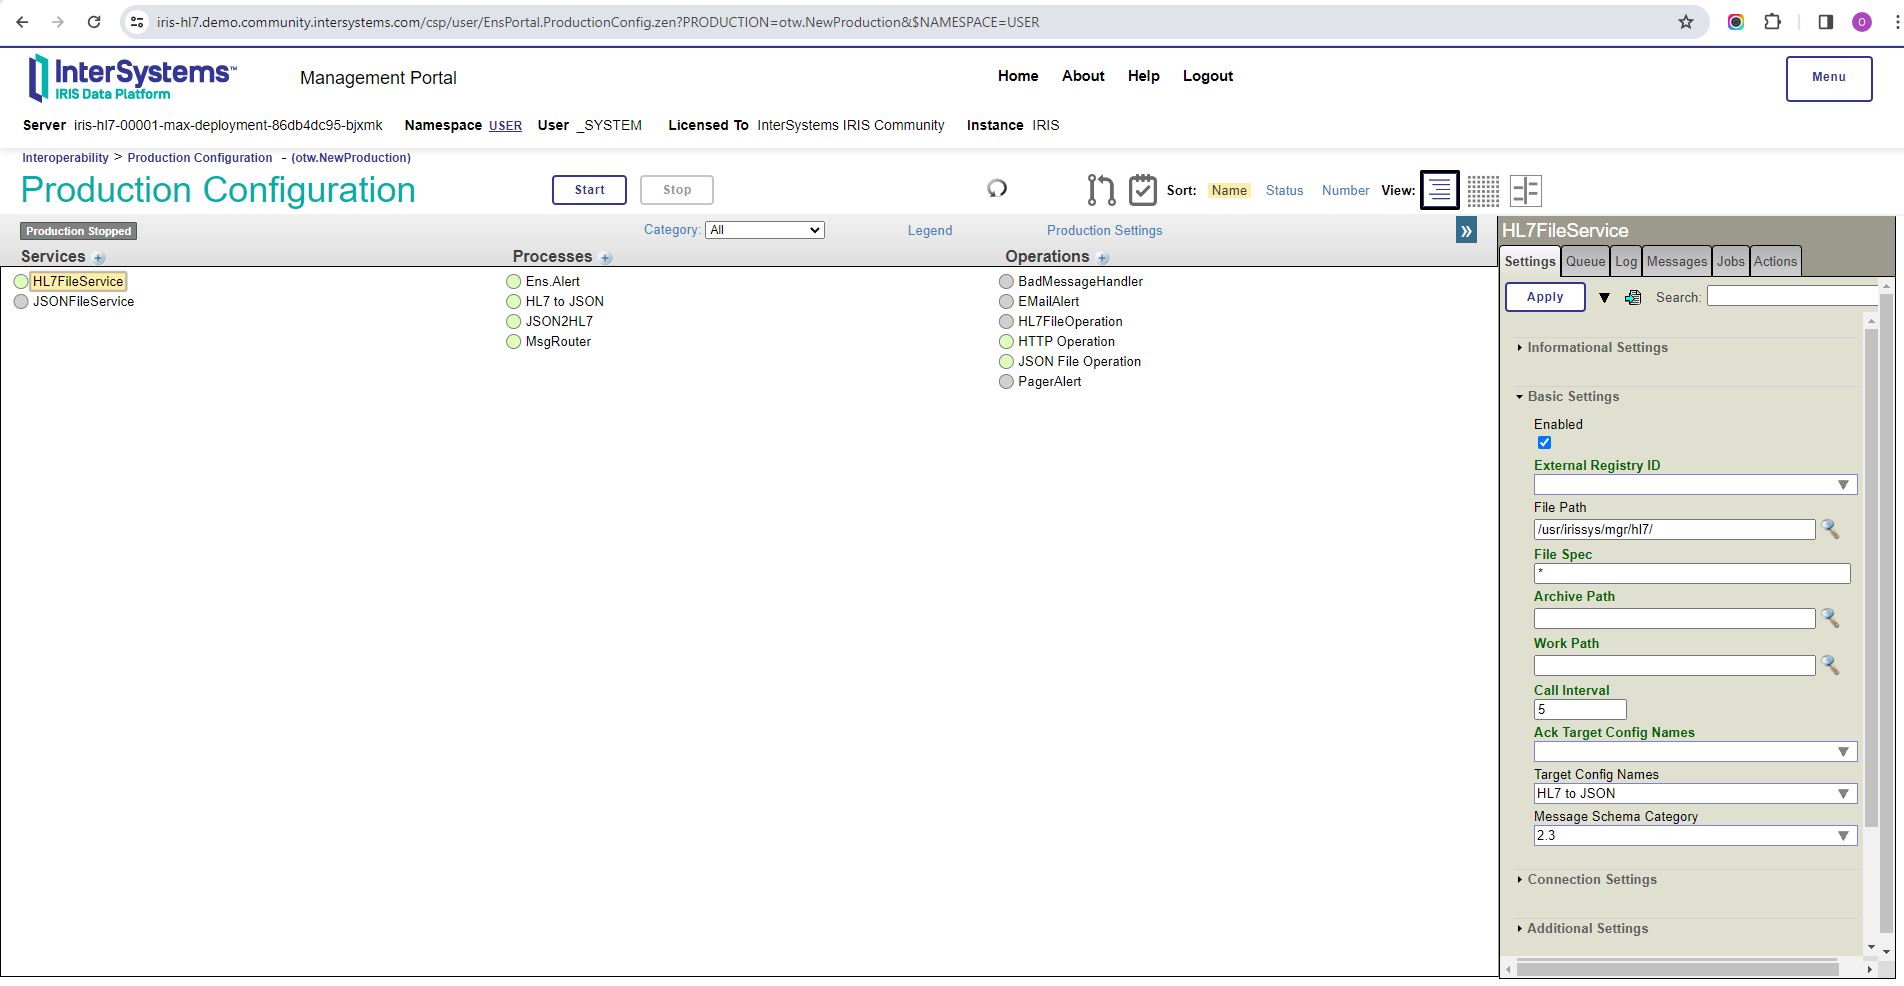 iris-hl7.demo.community.intersystems.com/csp/user/EnsPortal.ProductionConfig.zen?PRODUCTION=otw.NewProduction&$NAMESPACE=USER
O
InterSystems™
IRIS Data Platform
Management Portal
Home About Help Logout
Menu
Server iris-hl7-00001-max-deployment-86db4dc95-bjxmk Namespace USER User _SYSTEM Licensed To InterSystems IRIS Community Instance IRIS
Interoperability > Production Configuration - (otw.NewProduction)
Production Configuration
Start Stop
Sort: Name Status Number View:
Production Stopped
Category: All
Legend
Production Settings
»
Services
Processes
Operations
HL7FileService
JSONFileService
Ens.Alert
HL7 to JSON
JSON2HL7
MsgRouter
BadMessageHandler
EMailAlert
HL7FileOperation
HTTP Operation
JSON File Operation
PagerAlert
HL7FileService
Settings Queue Log Messages Jobs Actions
Apply Search:
Informational Settings
Basic Settings
Enabled
External Registry ID
File Path
/usr/irissys/mgr/hl7/
File Spec
*
Archive Path
Work Path
Call Interval
5
Ack Target Config Names
Target Config Names
HL7 to JSON
Message Schema Category
2.3
Connection Settings
Additional Settings